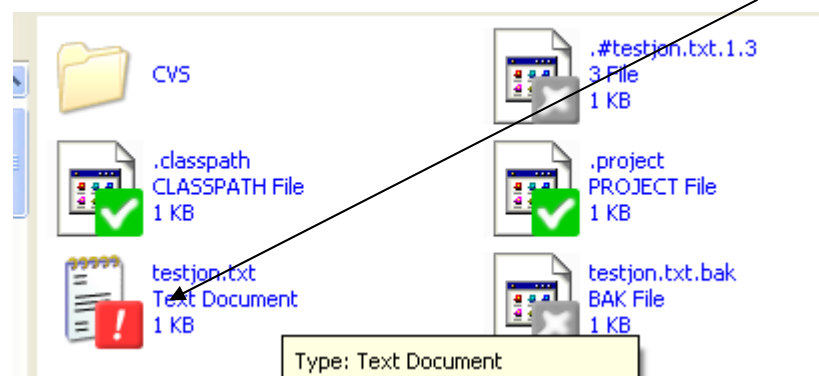 CVS
.#testjon.txt.1.3
3 File
1 KB
.classpath
CLASSPATH File
1 KB
.project
PROJECT File
1 KB
testjon.txt
Text Document
1 KB
testjon.txt.bak
BAK File
1 KB
Type: Text Document